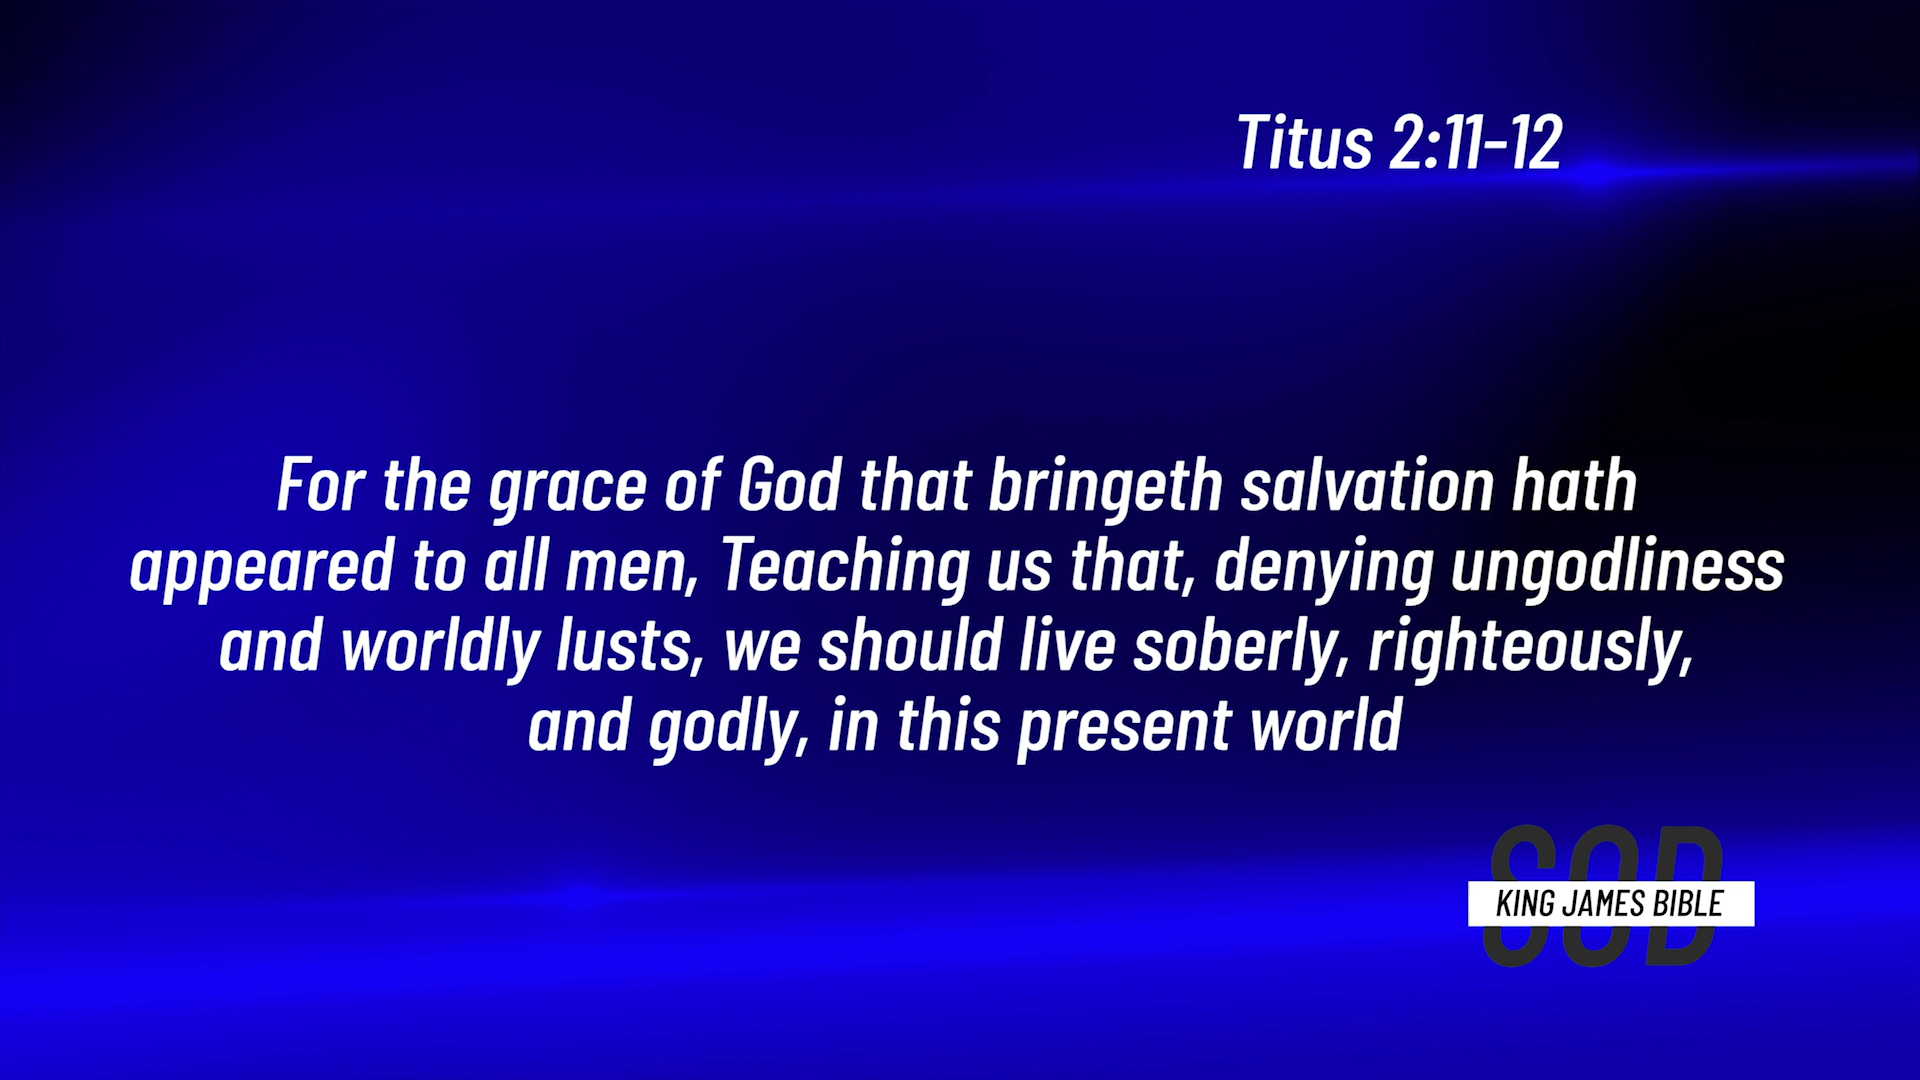 Titus 2:11-12
For the grace of God that bringeth salvation hath
appeared to all men, Teaching us that, denying ungodliness
and worldly lusts, we should live soberly, righteously,
and godly, in this present world
SOD
KING JAMES BIBLE